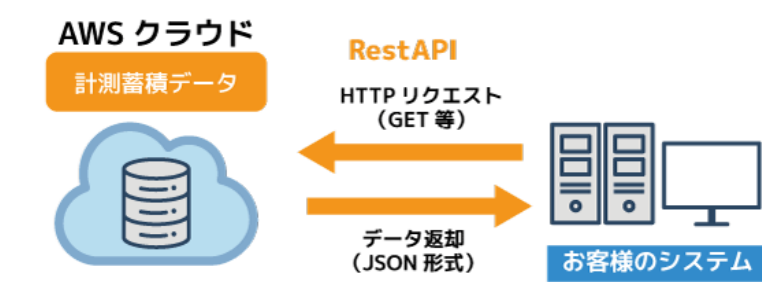 AWS クラウド
計測蓄積データ
RestAPI
HTTP リクエスト
（GET 等）
データ返却
（JSON 形式）
お客様のシステム